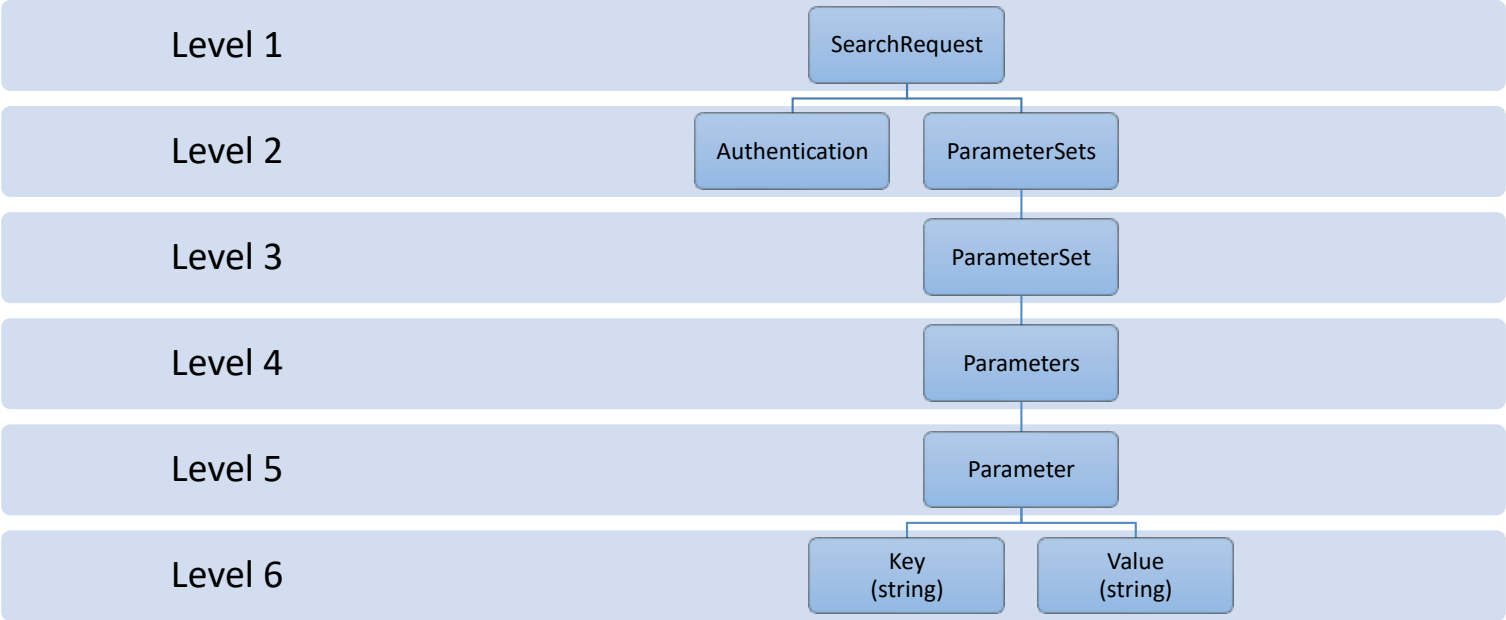 Level 1
SearchRequest
Level 2
Authentication
ParameterSets
Level 3
ParameterSet
Level 4
Parameters
Level 5
Parameter
Level 6
Key
(string)
Value
(string)